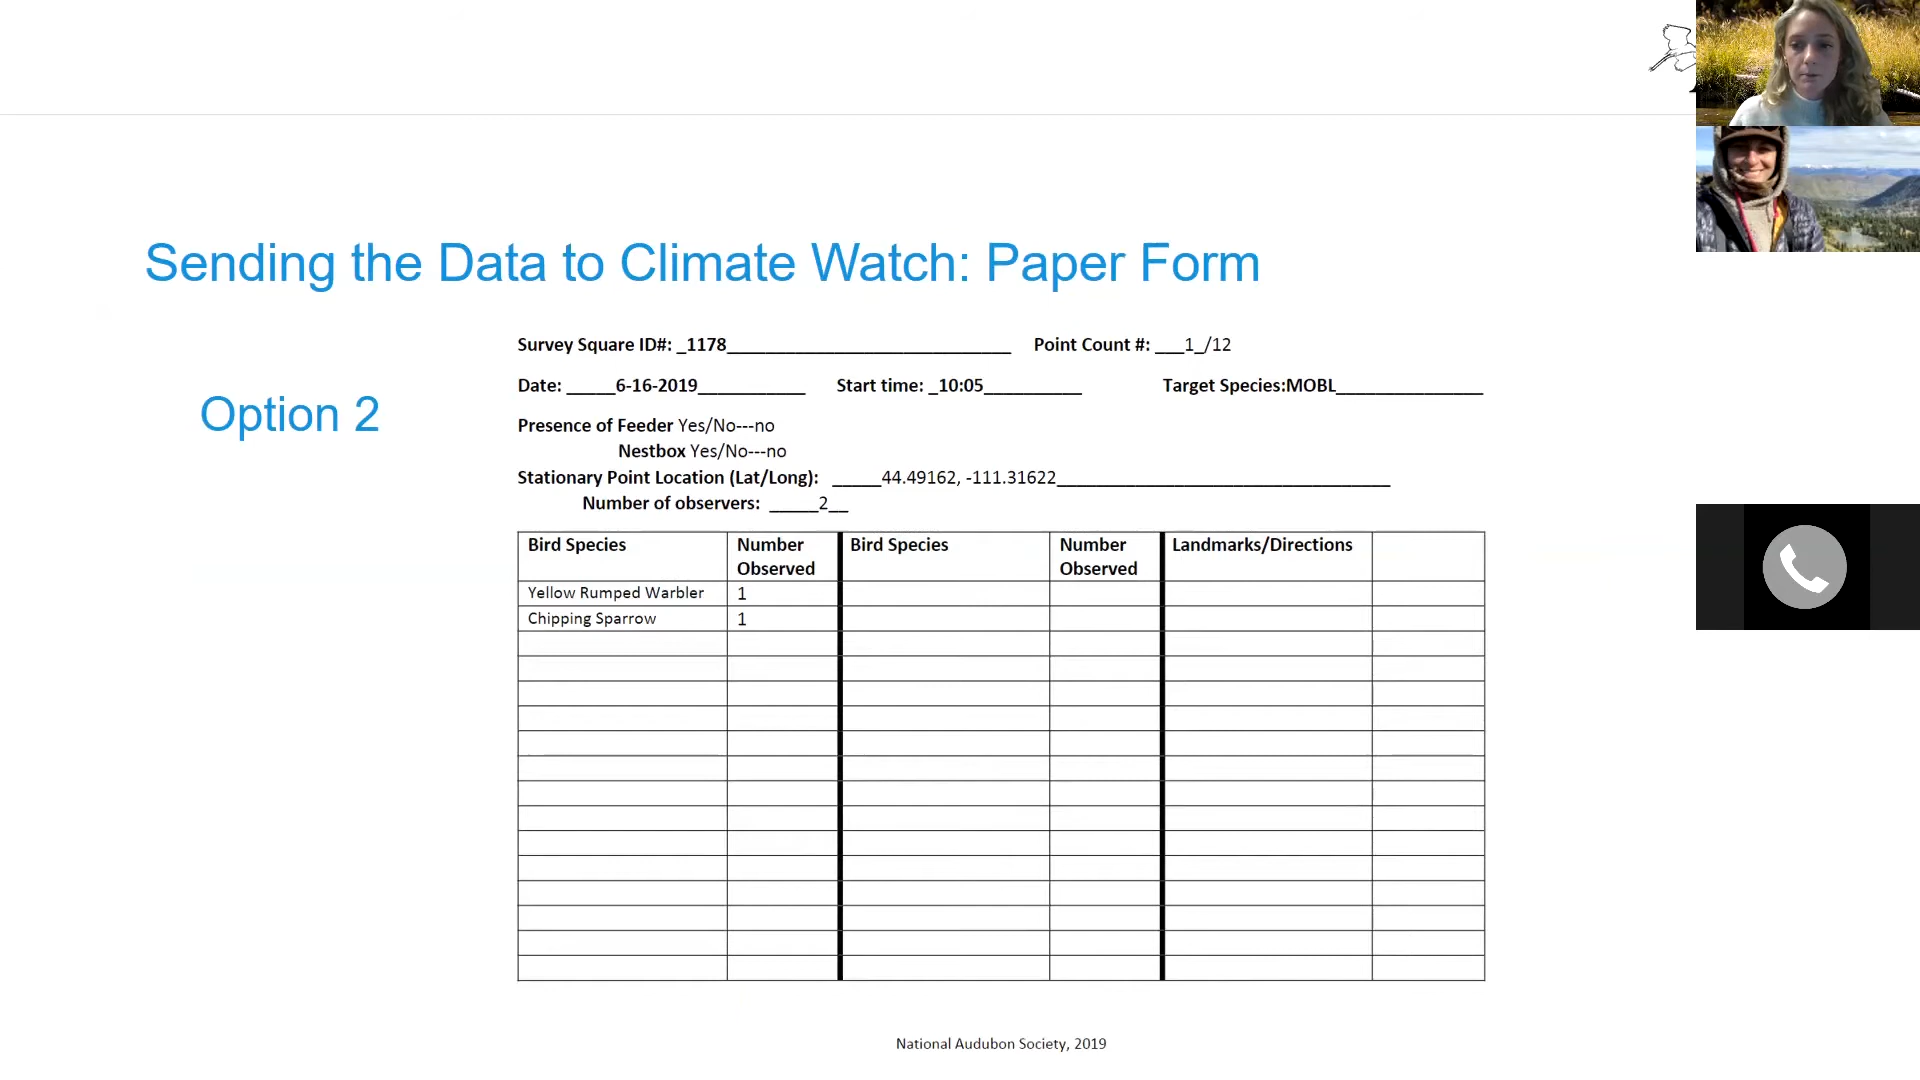 Sending the Data to Climate Watch: Paper Form
Option 2
Survey Square ID#: _1178_____________________________ Point Count #: ___1_/12
Date: _____6-16-2019___________ Start time: _10:05__________ Target Species:MOBL_______________
Presence of Feeder Yes/No---no
Nestbox Yes/No---no
Stationary Point Location (Lat/Long): _____44.49162, -111.31622__________________________________
Number of observers: _____2__
Bird Species Number Observed Bird Species Number Observed Landmarks/Directions
Yellow Rumped Warbler 1
Chipping Sparrow 1
National Audubon Society, 2019